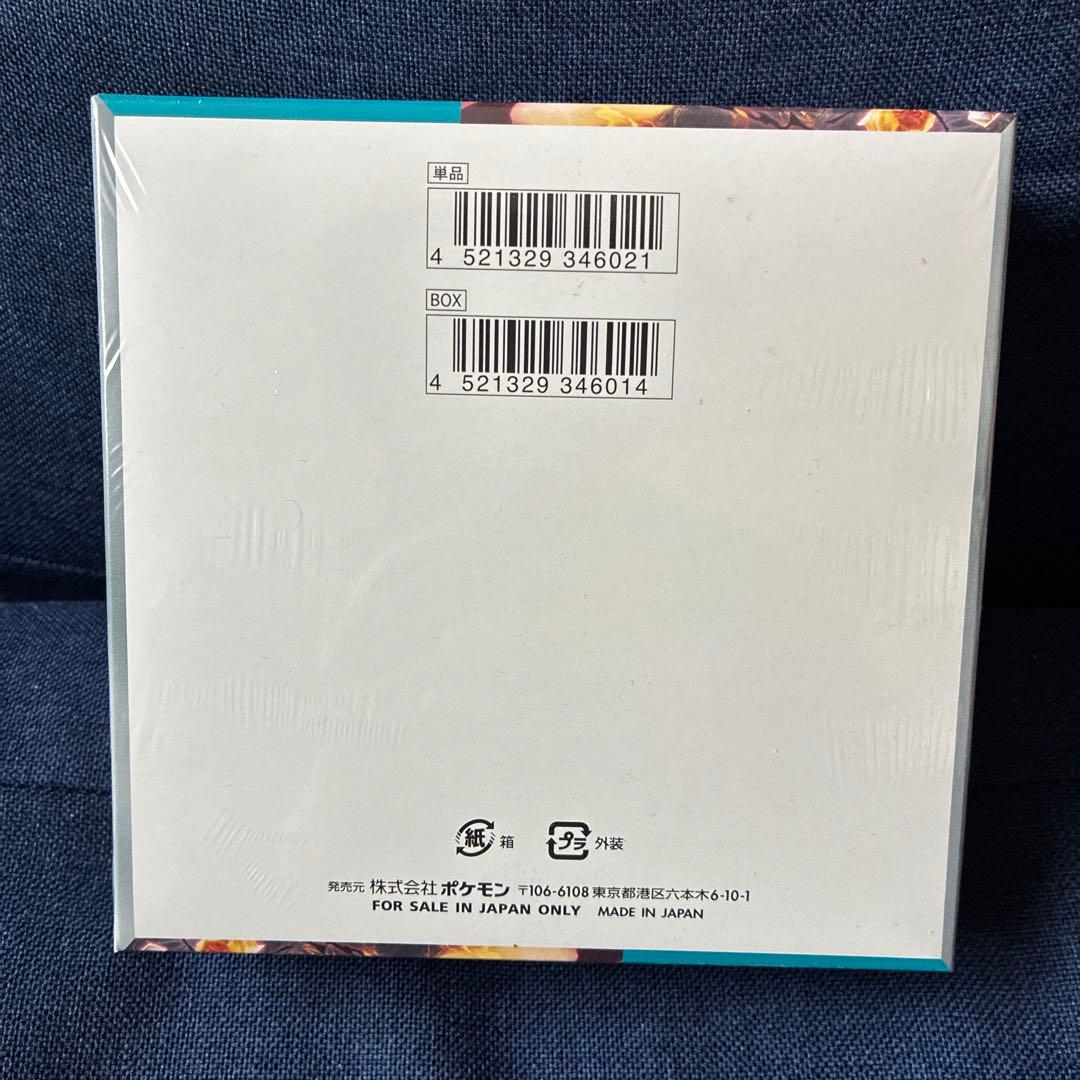 単品
4 521329 346021
BOX
4 521329 346014
紙 箱 プラ 外装
発売元 株式会社 ポケモン 〒106-6108 東京都港区六本木6-10-1
FOR SALE IN JAPAN ONLY MADE IN JAPAN